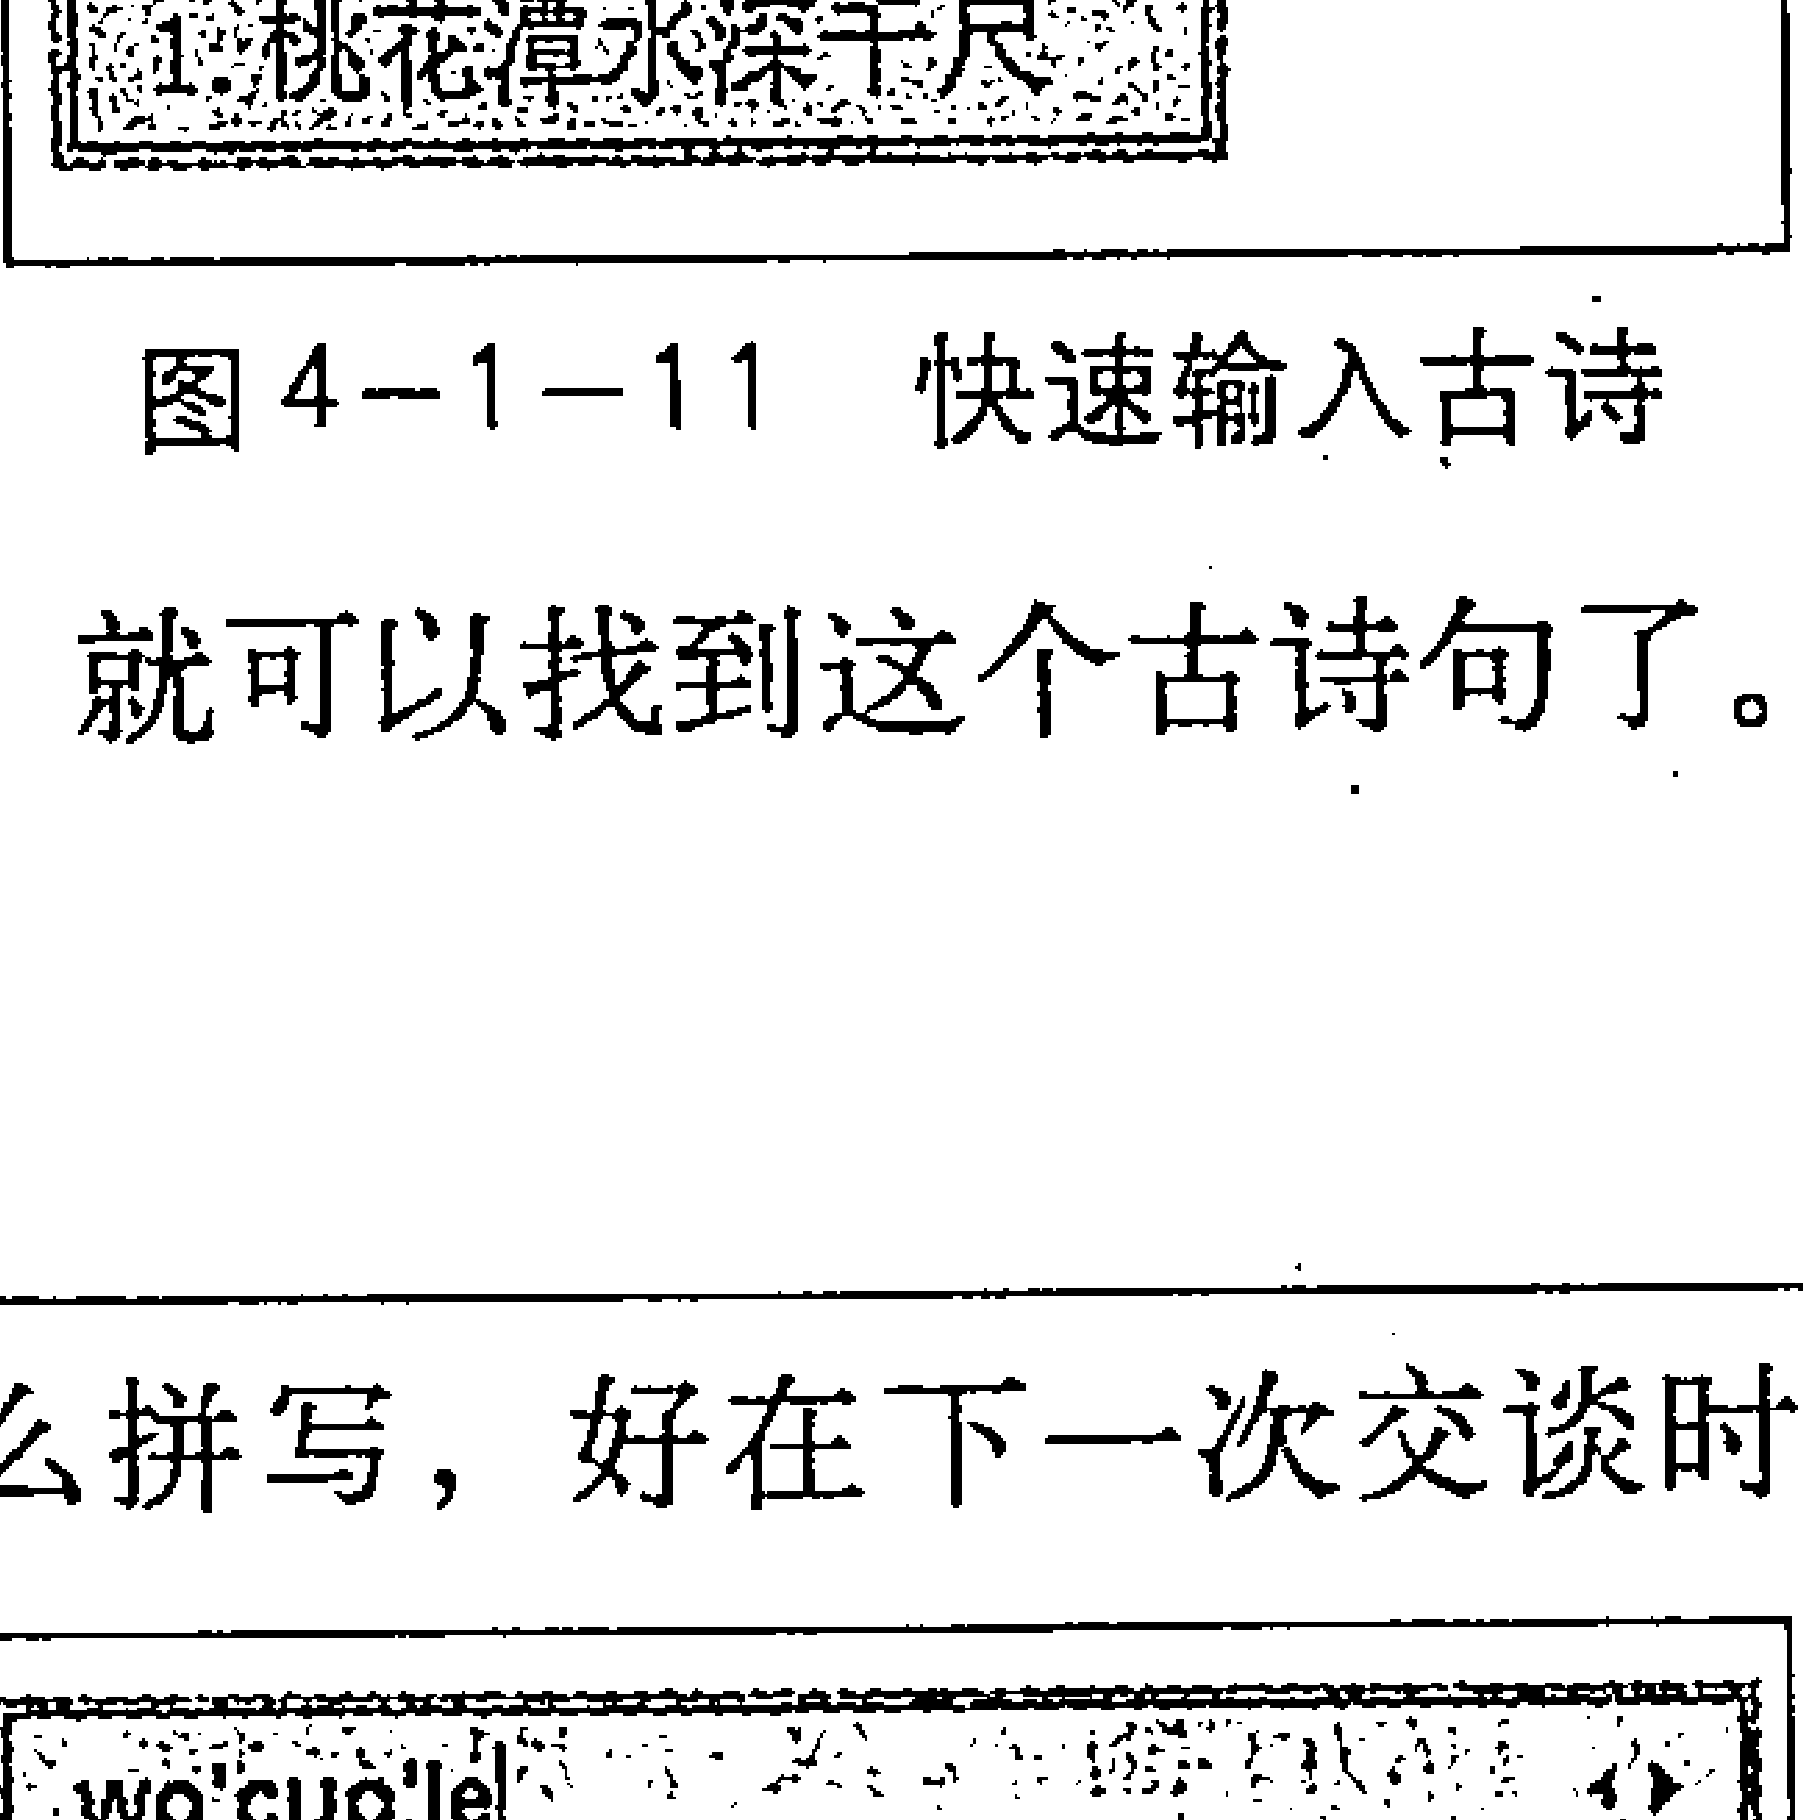 1.桃花潭水深千尺
图4-1-11 快速输入古诗
就可以找到这个古诗句了。
么拼写，好在下一次交谈时
wo'cuo'le